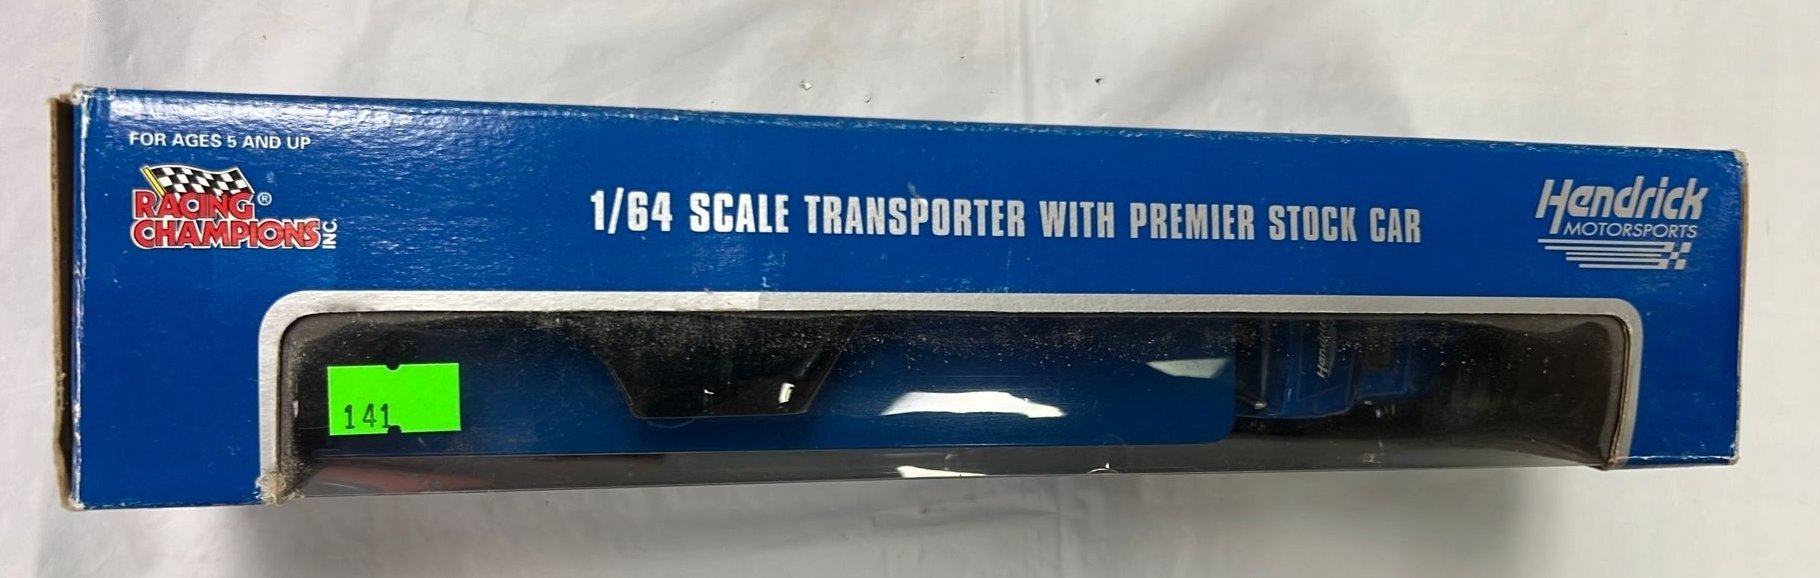 FOR AGES 5 AND UP
RACING®
CHAMPIONS INC.
1/64 SCALE TRANSPORTER WITH PREMIER STOCK CAR
Hendrick
MOTORSPORTS
141
Hendrick